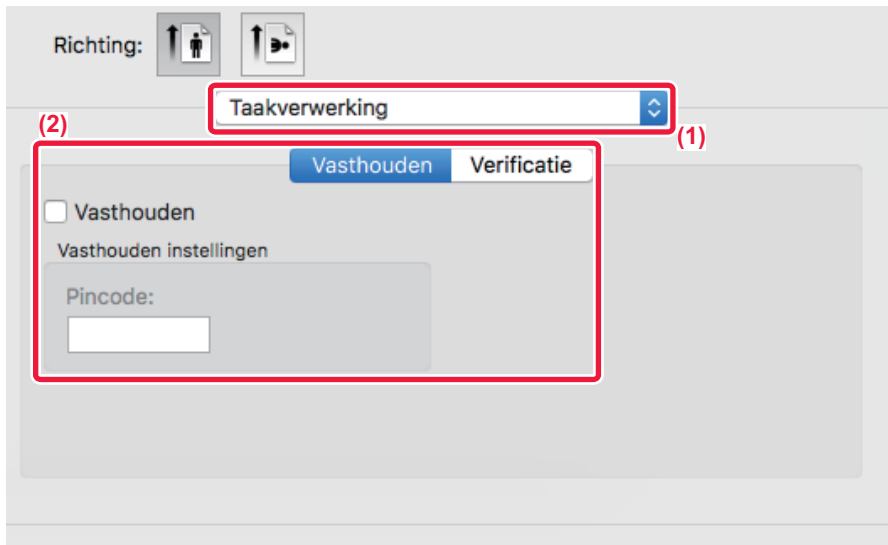 Richting:
Taakverwerking
(1)
(2)
Vasthouden Verificatie
Vasthouden
Vasthouden instellingen
Pincode: